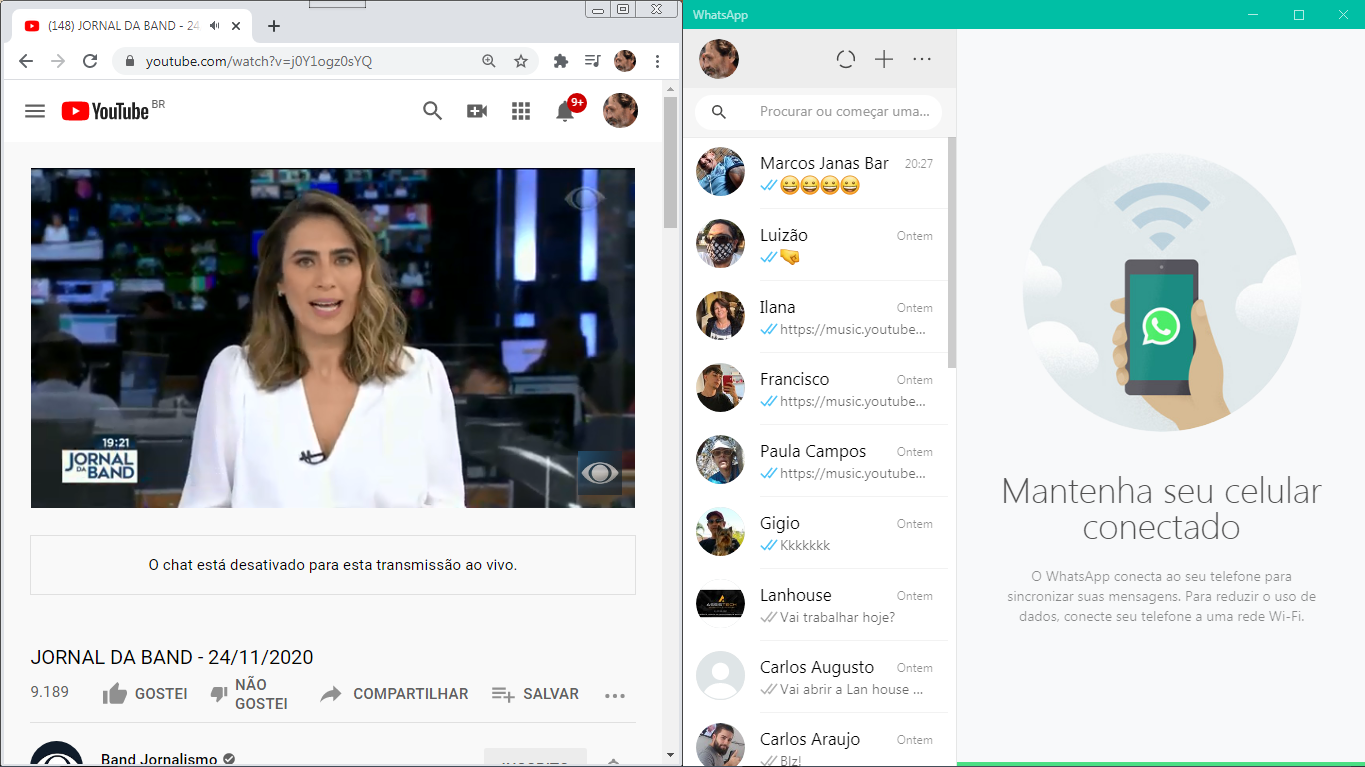 (148) JORNAL DA BAND - 24
youtube.com/watch?v=j0Y1ogz0sYQ
YouTube BR
9+
19:21
JORNAL
DA BAND
O chat está desativado para esta transmissão ao vivo.
JORNAL DA BAND - 24/11/2020
9.189
GOSTEI
NÃO
GOSTEI
COMPARTILHAR
SALVAR
Band Jornalismo
INSCRITO
WhatsApp
Procurar ou começar uma...
Marcos Janas Bar 20:27
😀😀😀😀
Luizão Ontem
🤜
Ilana Ontem
https://music.youtube...
Francisco Ontem
https://music.youtube...
Paula Campos Ontem
https://music.youtube...
Gigio Ontem
Kkkkkkk
ASSISTECH
Lanhouse Ontem
Vai trabalhar hoje?
Carlos Augusto Ontem
Vai abrir a Lan house ...
Carlos Araujo Ontem
Blz!
Mantenha seu celular
conectado
O WhatsApp conecta ao seu telefone para
sincronizar suas mensagens. Para reduzir o uso de
dados, conecte seu telefone a uma rede Wi-Fi.